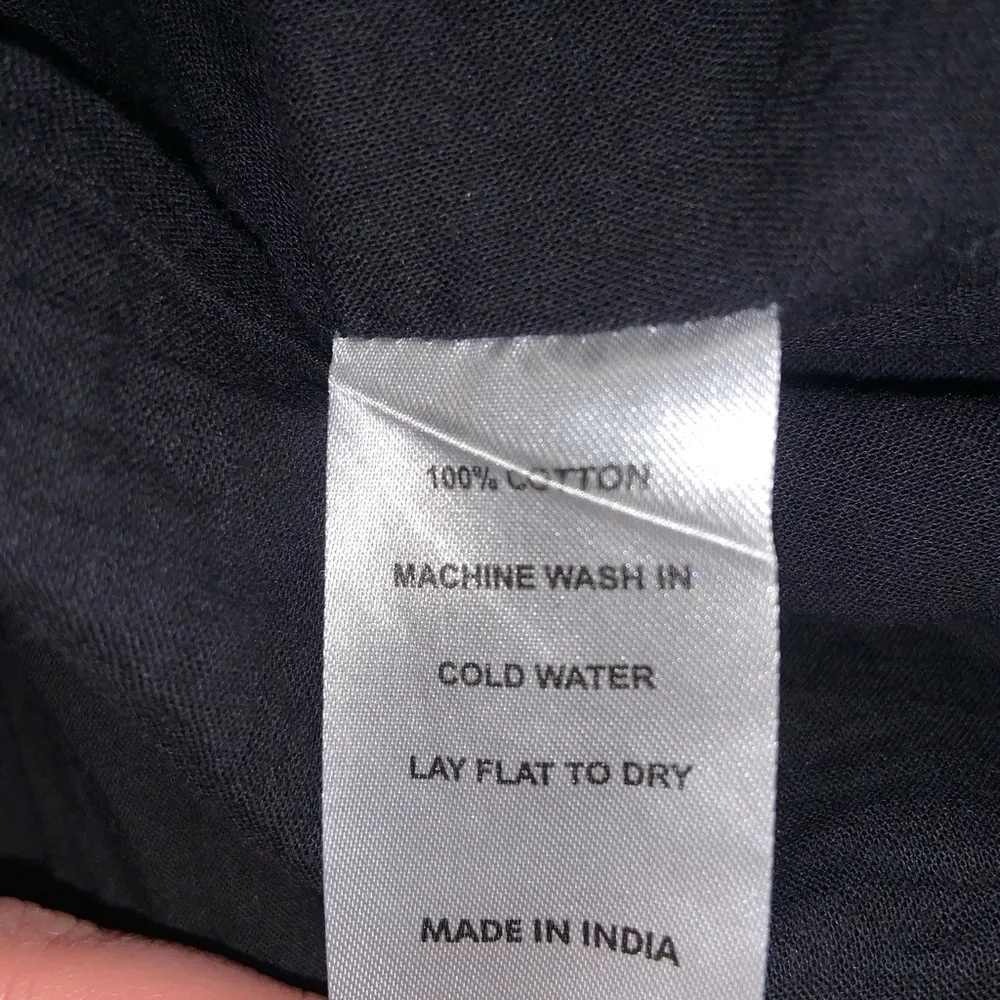 100% COTTON
MACHINE WASH IN
COLD WATER
LAY FLAT TO DRY
MADE IN INDIA